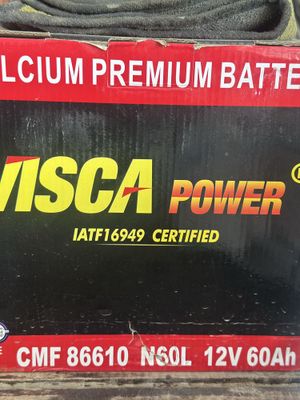 LCIUM PREMIUM BATTE
VISCA POWER
IATF16949 CERTIFIED
CMF 86610 NS0L 12V 60Ah